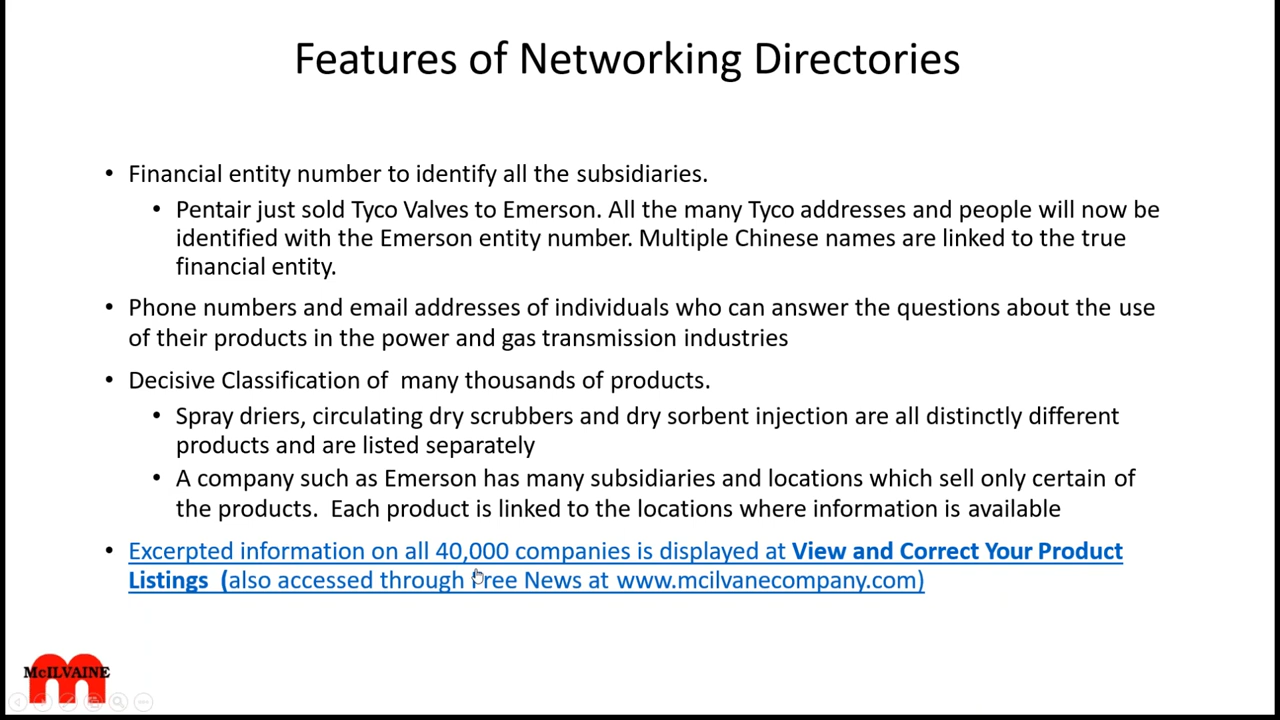 Features of Networking Directories
• Financial entity number to identify all the subsidiaries.
• Pentair just sold Tyco Valves to Emerson. All the many Tyco addresses and people will now be
identified with the Emerson entity number. Multiple Chinese names are linked to the true
financial entity.
• Phone numbers and email addresses of individuals who can answer the questions about the use
of their products in the power and gas transmission industries
• Decisive Classification of  many thousands of products.
• Spray driers, circulating dry scrubbers and dry sorbent injection are all distinctly different
products and are listed separately
• A company such as Emerson has many subsidiaries and locations which sell only certain of
the products.  Each product is linked to the locations where information is available
• Excerpted information on all 40,000 companies is displayed at View and Correct Your Product
Listings  (also accessed through Free News at www.mcilvanecompany.com)
McILVAINE